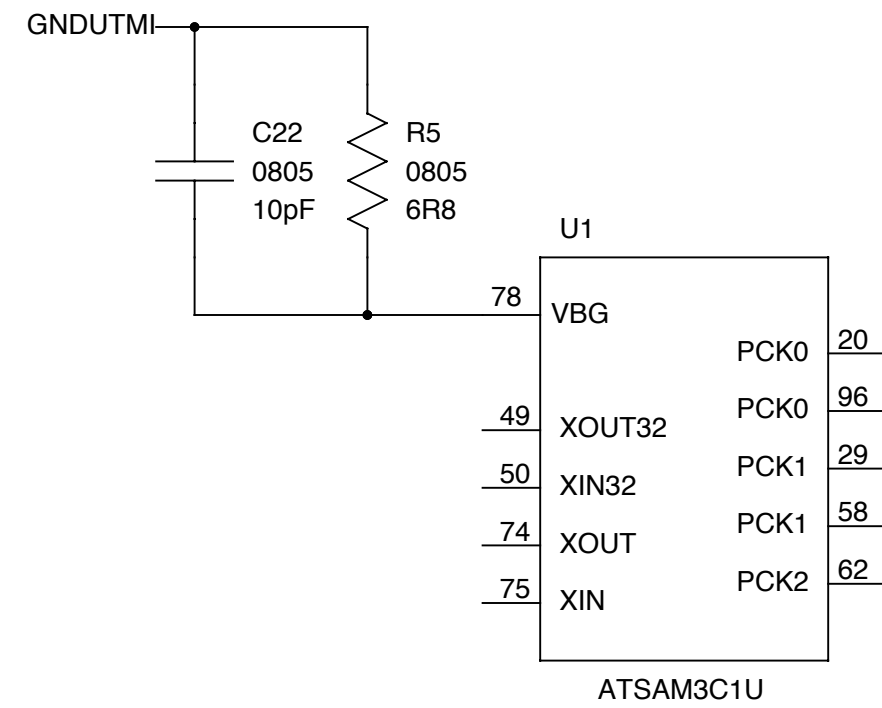 GNDUTMI
C22
0805
10pF
R5
0805
6R8
U1
78
VBG
PCK0
20
PCK0
96
49
XOUT32
PCK1
29
50
XIN32
PCK1
58
74
XOUT
PCK2
62
75
XIN
ATSAM3C1U